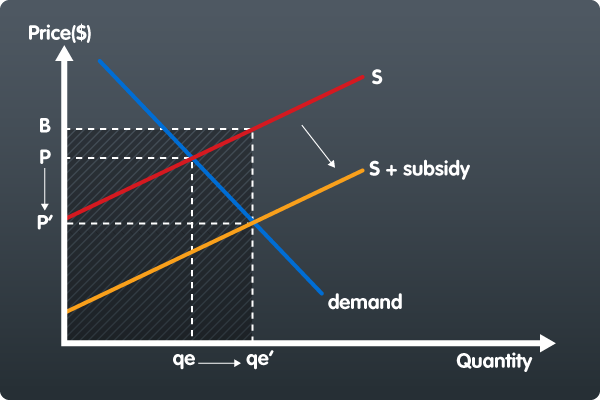 Price($)
S
B
P
S + subsidy
P′
demand
qe
qe′
Quantity